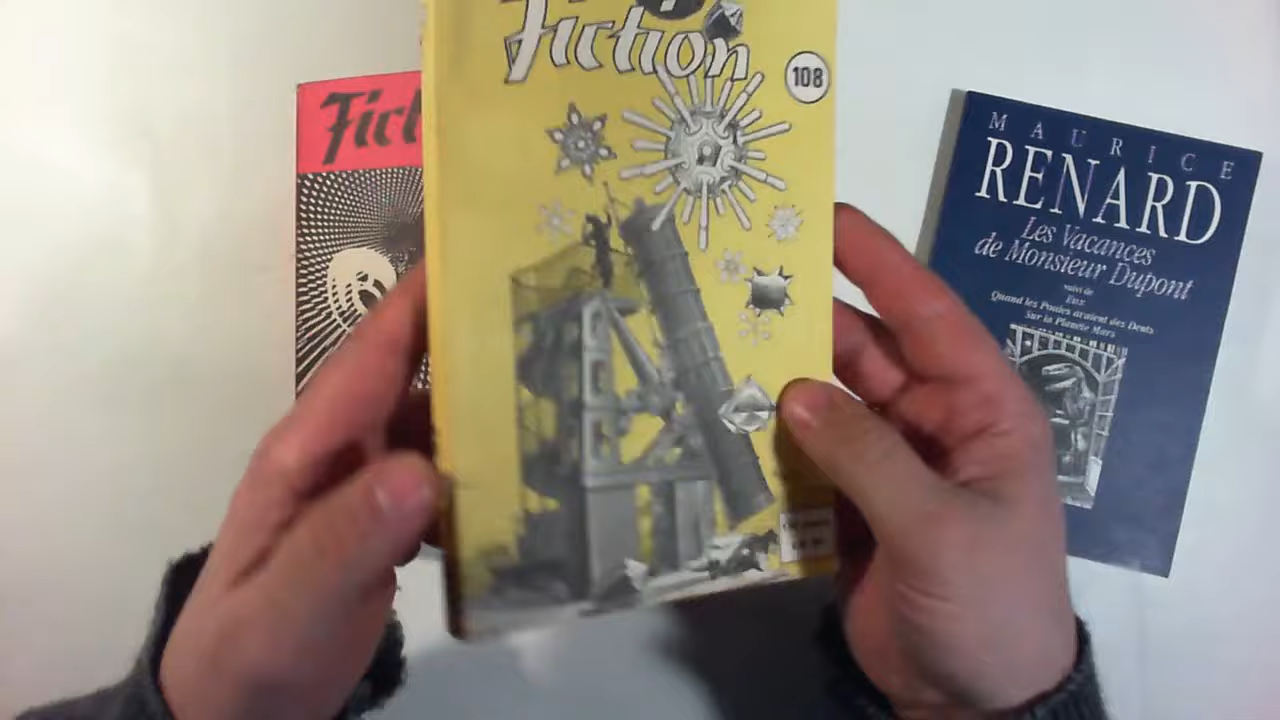 Fiction
108
Fict
MAURICE
RENARD
Les Vacances
de Monsieur Dupont
suivi de
Eux
Quand les Poules avaient des Dents
Sur la Planète Mars